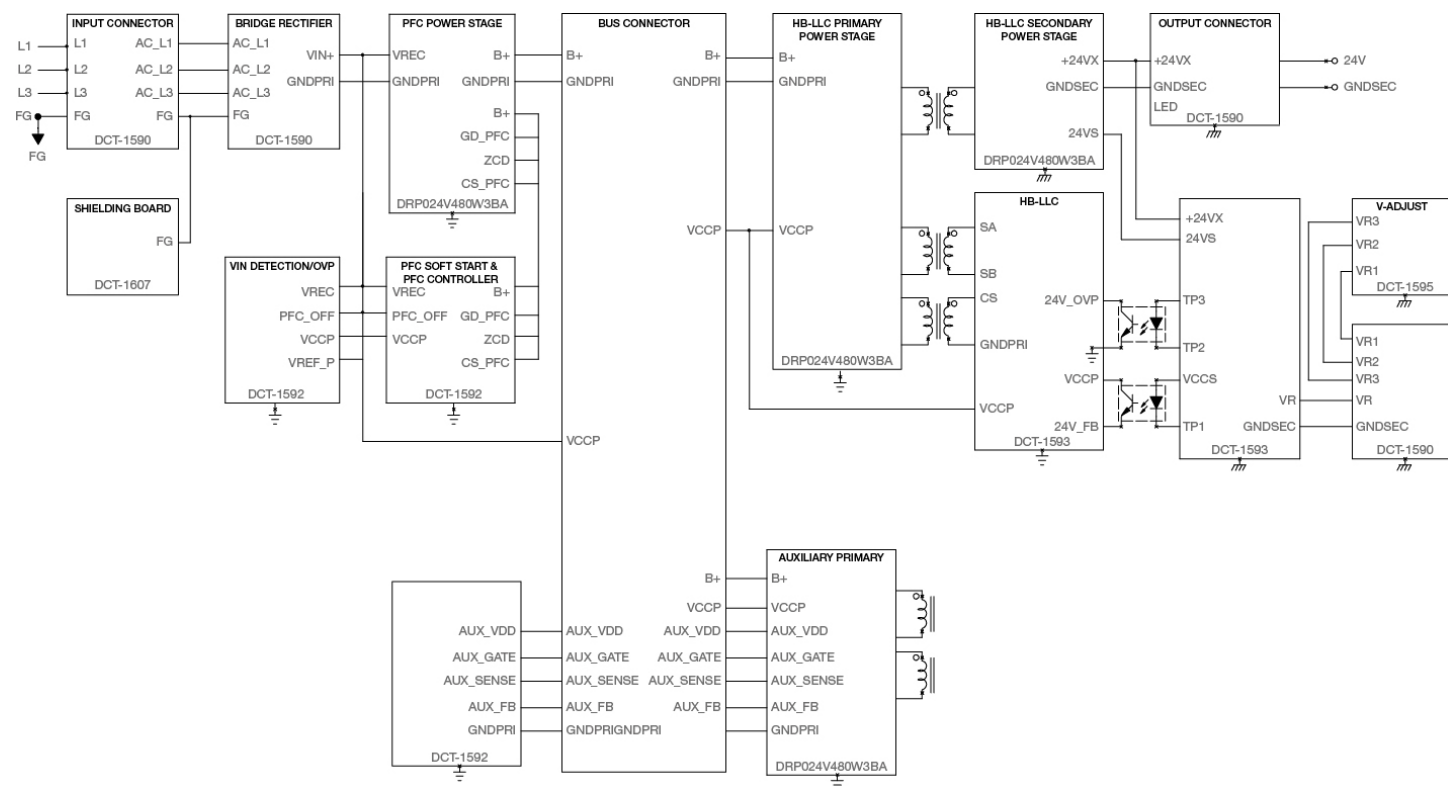 INPUT CONNECTOR
L1
L2
L3
FG
FG
L1
L2
L3
FG
AC_L1
AC_L2
AC_L3
FG
DCT-1590
BRIDGE RECTIFIER
AC_L1
AC_L2
AC_L3
FG
VIN+
GNDPRI
DCT-1590
PFC POWER STAGE
VREC
GNDPRI
B+
GNDPRI
B+
GD_PFC
ZCD
CS_PFC
DRP024V480W3BA
SHIELDING BOARD
FG
DCT-1607
VIN DETECTION/OVP
VREC
PFC_OFF
VCCP
VREF_P
DCT-1592
PFC SOFT START &
PFC CONTROLLER
VREC
PFC_OFF
VCCP
B+
GD_PFC
ZCD
CS_PFC
DCT-1592
BUS CONNECTOR
B+
GNDPRI
B+
GNDPRI
VCCP
VCCP
B+
VCCP
AUX_VDD
AUX_VDD
AUX_GATE
AUX_GATE
AUX_SENSE
AUX_SENSE
AUX_FB
AUX_FB
GNDPRIGNDPRI
AUX_VDD
AUX_GATE
AUX_SENSE
AUX_FB
GNDPRI
DCT-1592
HB-LLC PRIMARY
POWER STAGE
B+
GNDPRI
VCCP
DRP024V480W3BA
HB-LLC SECONDARY
POWER STAGE
+24VX
GNDSEC
24VS
DRP024V480W3BA
OUTPUT CONNECTOR
+24VX
GNDSEC
LED
DCT-1590
24V
GNDSEC
HB-LLC
SA
SB
CS
GNDPRI
VCCP
24V_OVP
VCCP
24V_FB
DCT-1593
+24VX
24VS
TP3
TP2
VCCS
TP1
VR
GNDSEC
DCT-1593
V-ADJUST
VR3
VR2
VR1
DCT-1595
VR1
VR2
VR3
VR
GNDSEC
DCT-1590
AUXILIARY PRIMARY
B+
VCCP
AUX_VDD
AUX_GATE
AUX_SENSE
AUX_FB
GNDPRI
DRP024V480W3BA